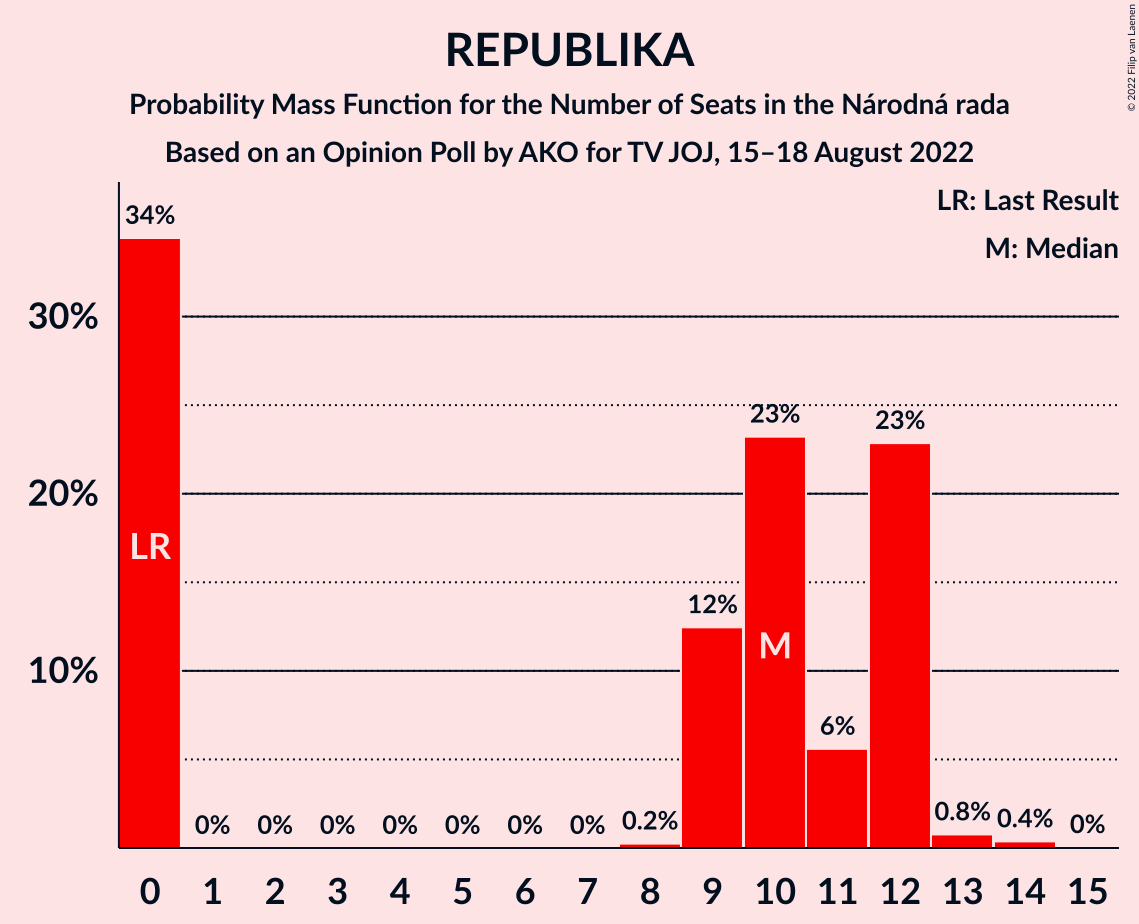 REPUBLIKA
Probability Mass Function for the Number of Seats in the Národná rada
Based on an Opinion Poll by AKO for TV JOJ, 15–18 August 2022
© 2022 Filip van Laenen
LR: Last Result
M: Median
34%
30%
23%
23%
20%
LR
12%
M
10%
6%
0%
0%
0%
0%
0%
0%
0%
0.2%
0.8%
0.4%
0%
0 1 2 3 4 5 6 7 8 9 10 11 12 13 14 15